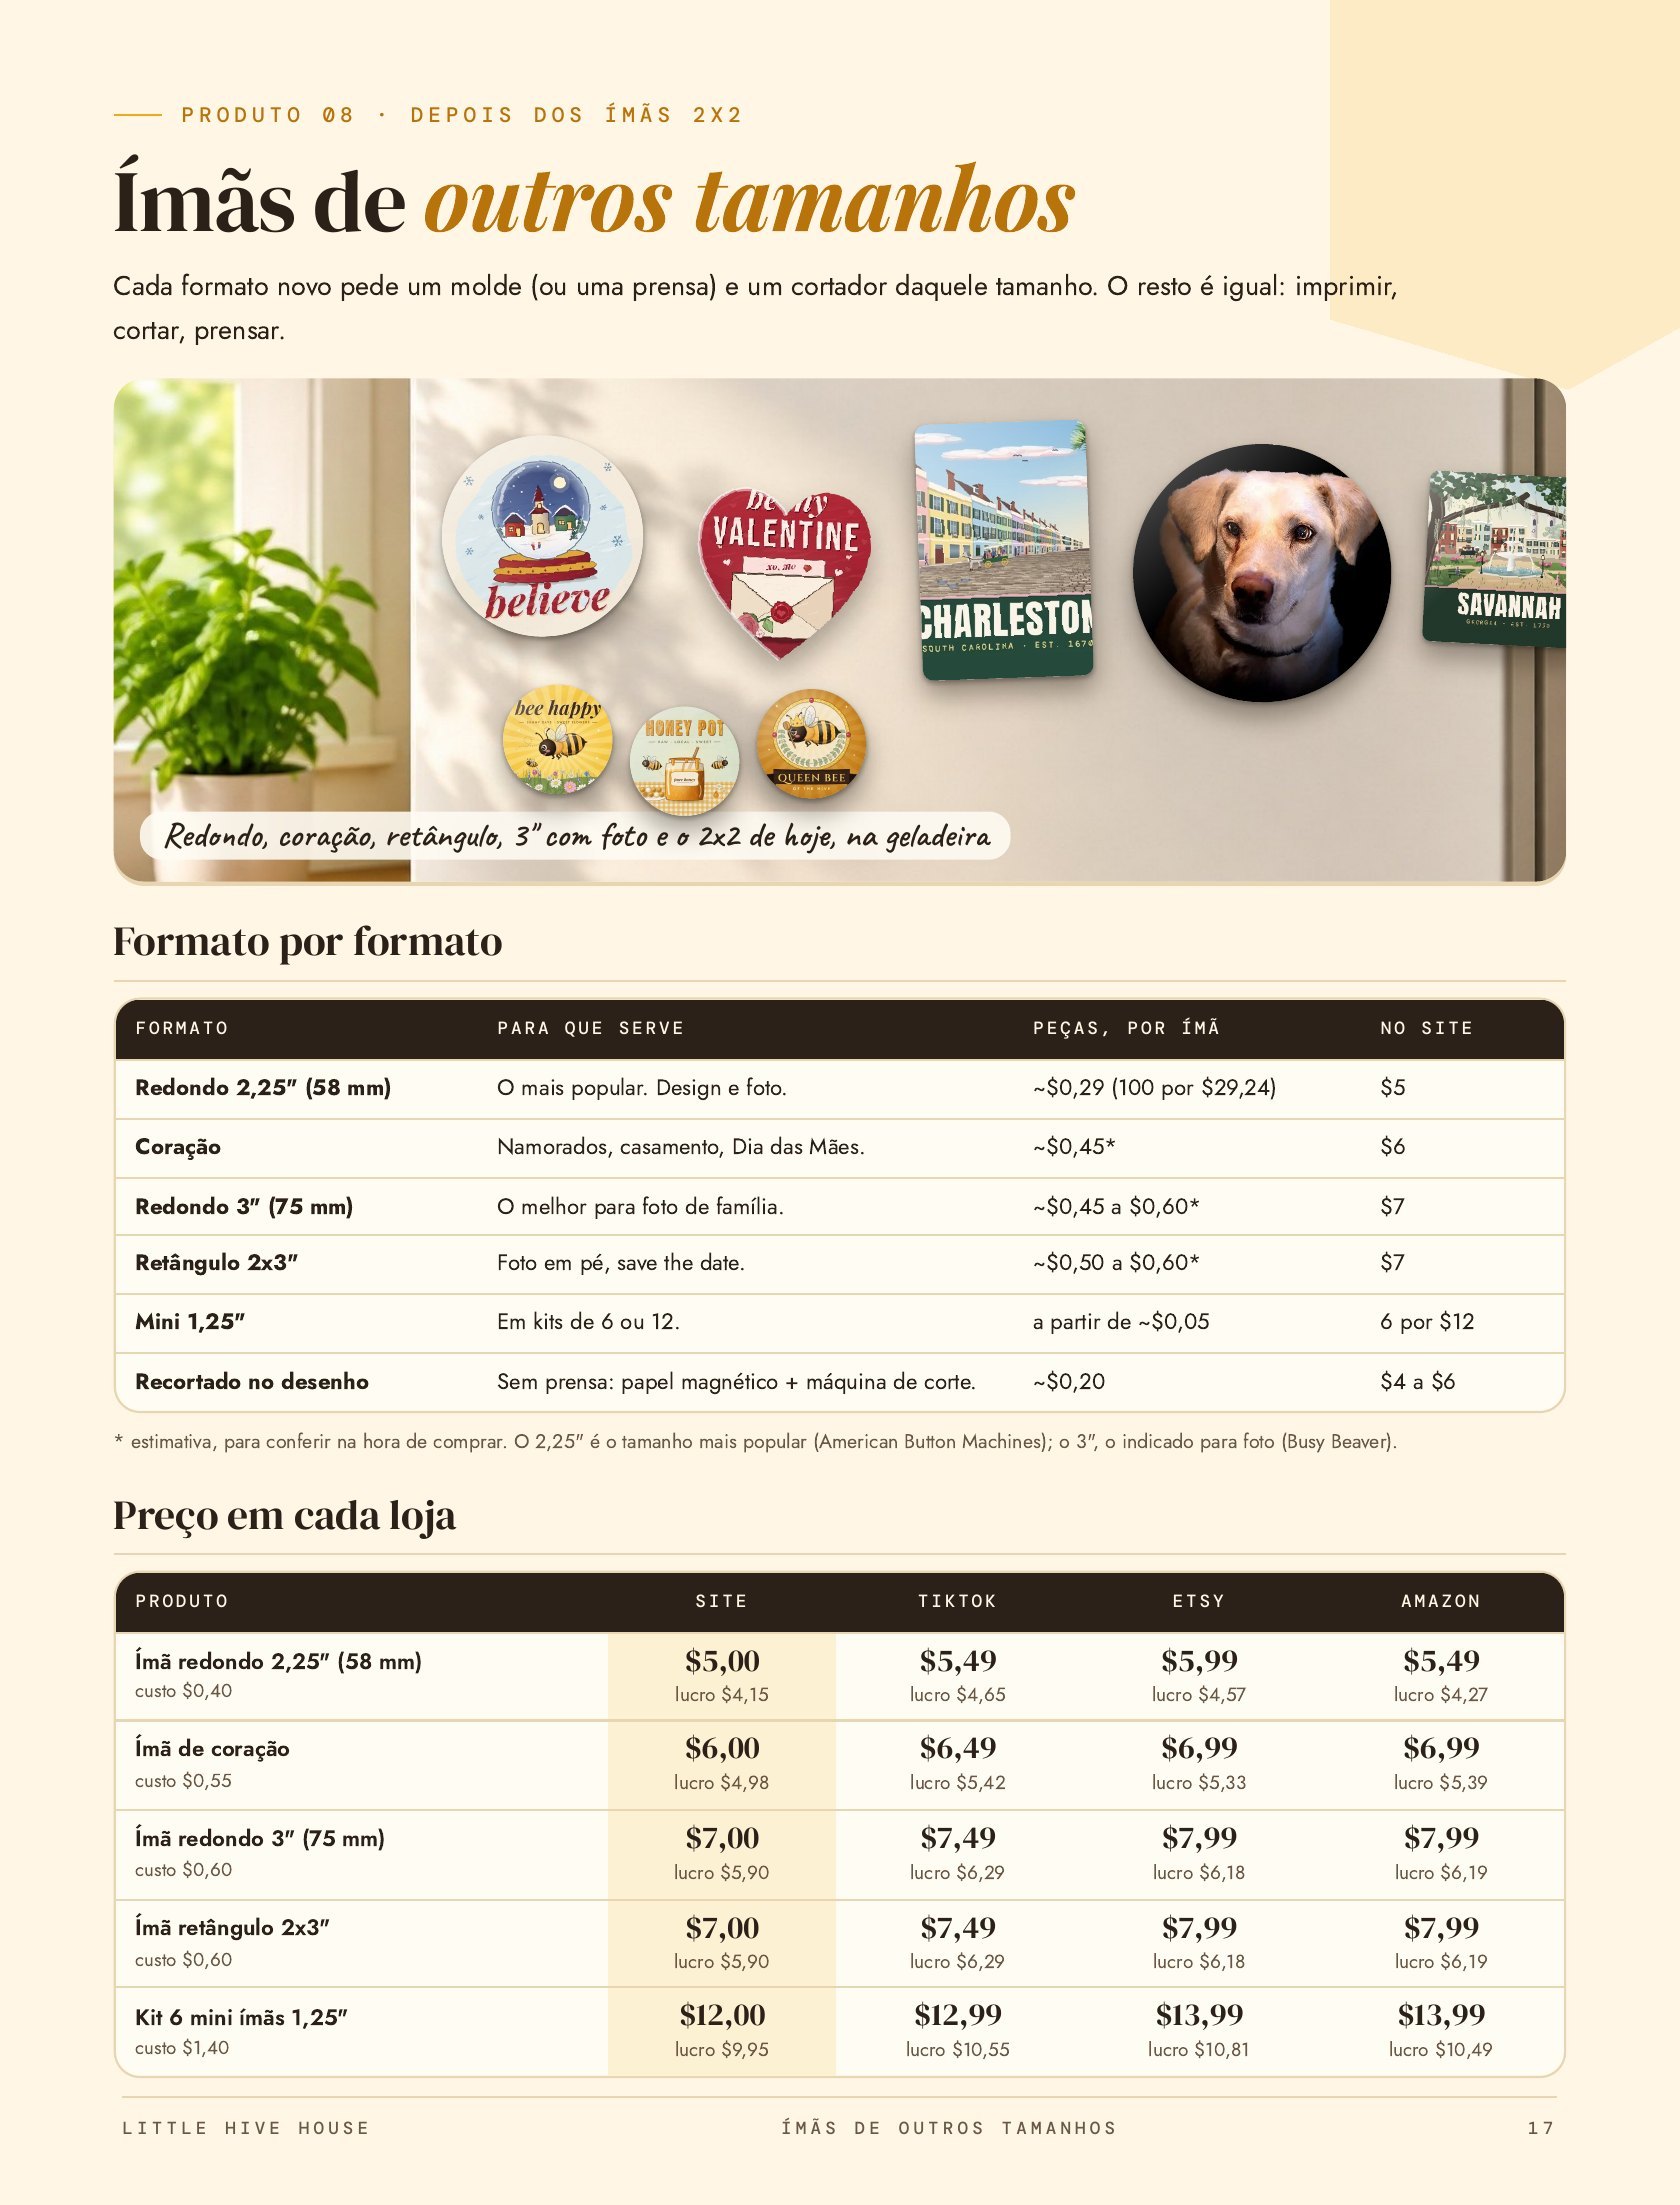 PRODUTO 08 · DEPOIS DOS ÍMÃS 2X2
Ímãs de outros tamanhos
Cada formato novo pede um molde (ou uma prensa) e um cortador daquele tamanho. O resto é igual: imprimir,
cortar, prensar.
believe
be my
VALENTINE
xo, me
CHARLESTON
SOUTH CAROLINA · EST. 1670
SAVANNAH
GEORGIA · EST. 1733
bee happy
HONEY POT
RAW · LOCAL · SWEET
QUEEN BEE
OF THE HIVE
Redondo, coração, retângulo, 3" com foto e o 2x2 de hoje, na geladeira
Formato por formato
FORMATO PARA QUE SERVE PEÇAS, POR ÍMÃ NO SITE
Redondo 2,25" (58 mm) O mais popular. Design e foto. ~$0,29 (100 por $29,24) $5
Coração Namorados, casamento, Dia das Mães. ~$0,45* $6
Redondo 3" (75 mm) O melhor para foto de família. ~$0,45 a $0,60* $7
Retângulo 2x3" Foto em pé, save the date. ~$0,50 a $0,60* $7
Mini 1,25" Em kits de 6 ou 12. a partir de ~$0,05 6 por $12
Recortado no desenho Sem prensa: papel magnético + máquina de corte. ~$0,20 $4 a $6
* estimativa, para conferir na hora de comprar. O 2,25" é o tamanho mais popular (American Button Machines); o 3", o indicado para foto (Busy Beaver).
Preço em cada loja
PRODUTO SITE TIKTOK ETSY AMAZON
Ímã redondo 2,25" (58 mm) $5,00 $5,49 $5,99 $5,49
custo $0,40 lucro $4,15 lucro $4,65 lucro $4,57 lucro $4,27
Ímã de coração $6,00 $6,49 $6,99 $6,99
custo $0,55 lucro $4,98 lucro $5,42 lucro $5,33 lucro $5,39
Ímã redondo 3" (75 mm) $7,00 $7,49 $7,99 $7,99
custo $0,60 lucro $5,90 lucro $6,29 lucro $6,18 lucro $6,19
Ímã retângulo 2x3" $7,00 $7,49 $7,99 $7,99
custo $0,60 lucro $5,90 lucro $6,29 lucro $6,18 lucro $6,19
Kit 6 mini ímãs 1,25" $12,00 $12,99 $13,99 $13,99
custo $1,40 lucro $9,95 lucro $10,55 lucro $10,81 lucro $10,49
LITTLE HIVE HOUSE ÍMÃS DE OUTROS TAMANHOS 17